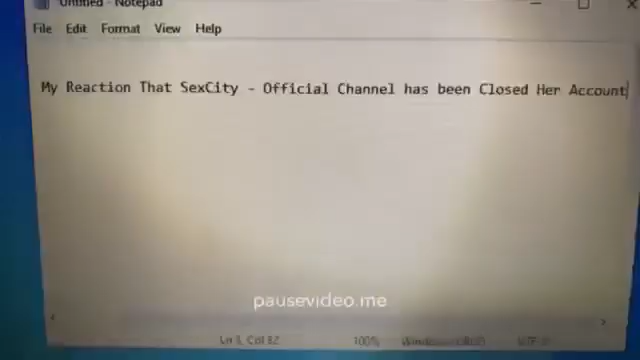 Untitled - Notepad
File Edit Format View Help
My Reaction That SexCity - Official Channel has been Closed Her Account
pausevideo.me
100%